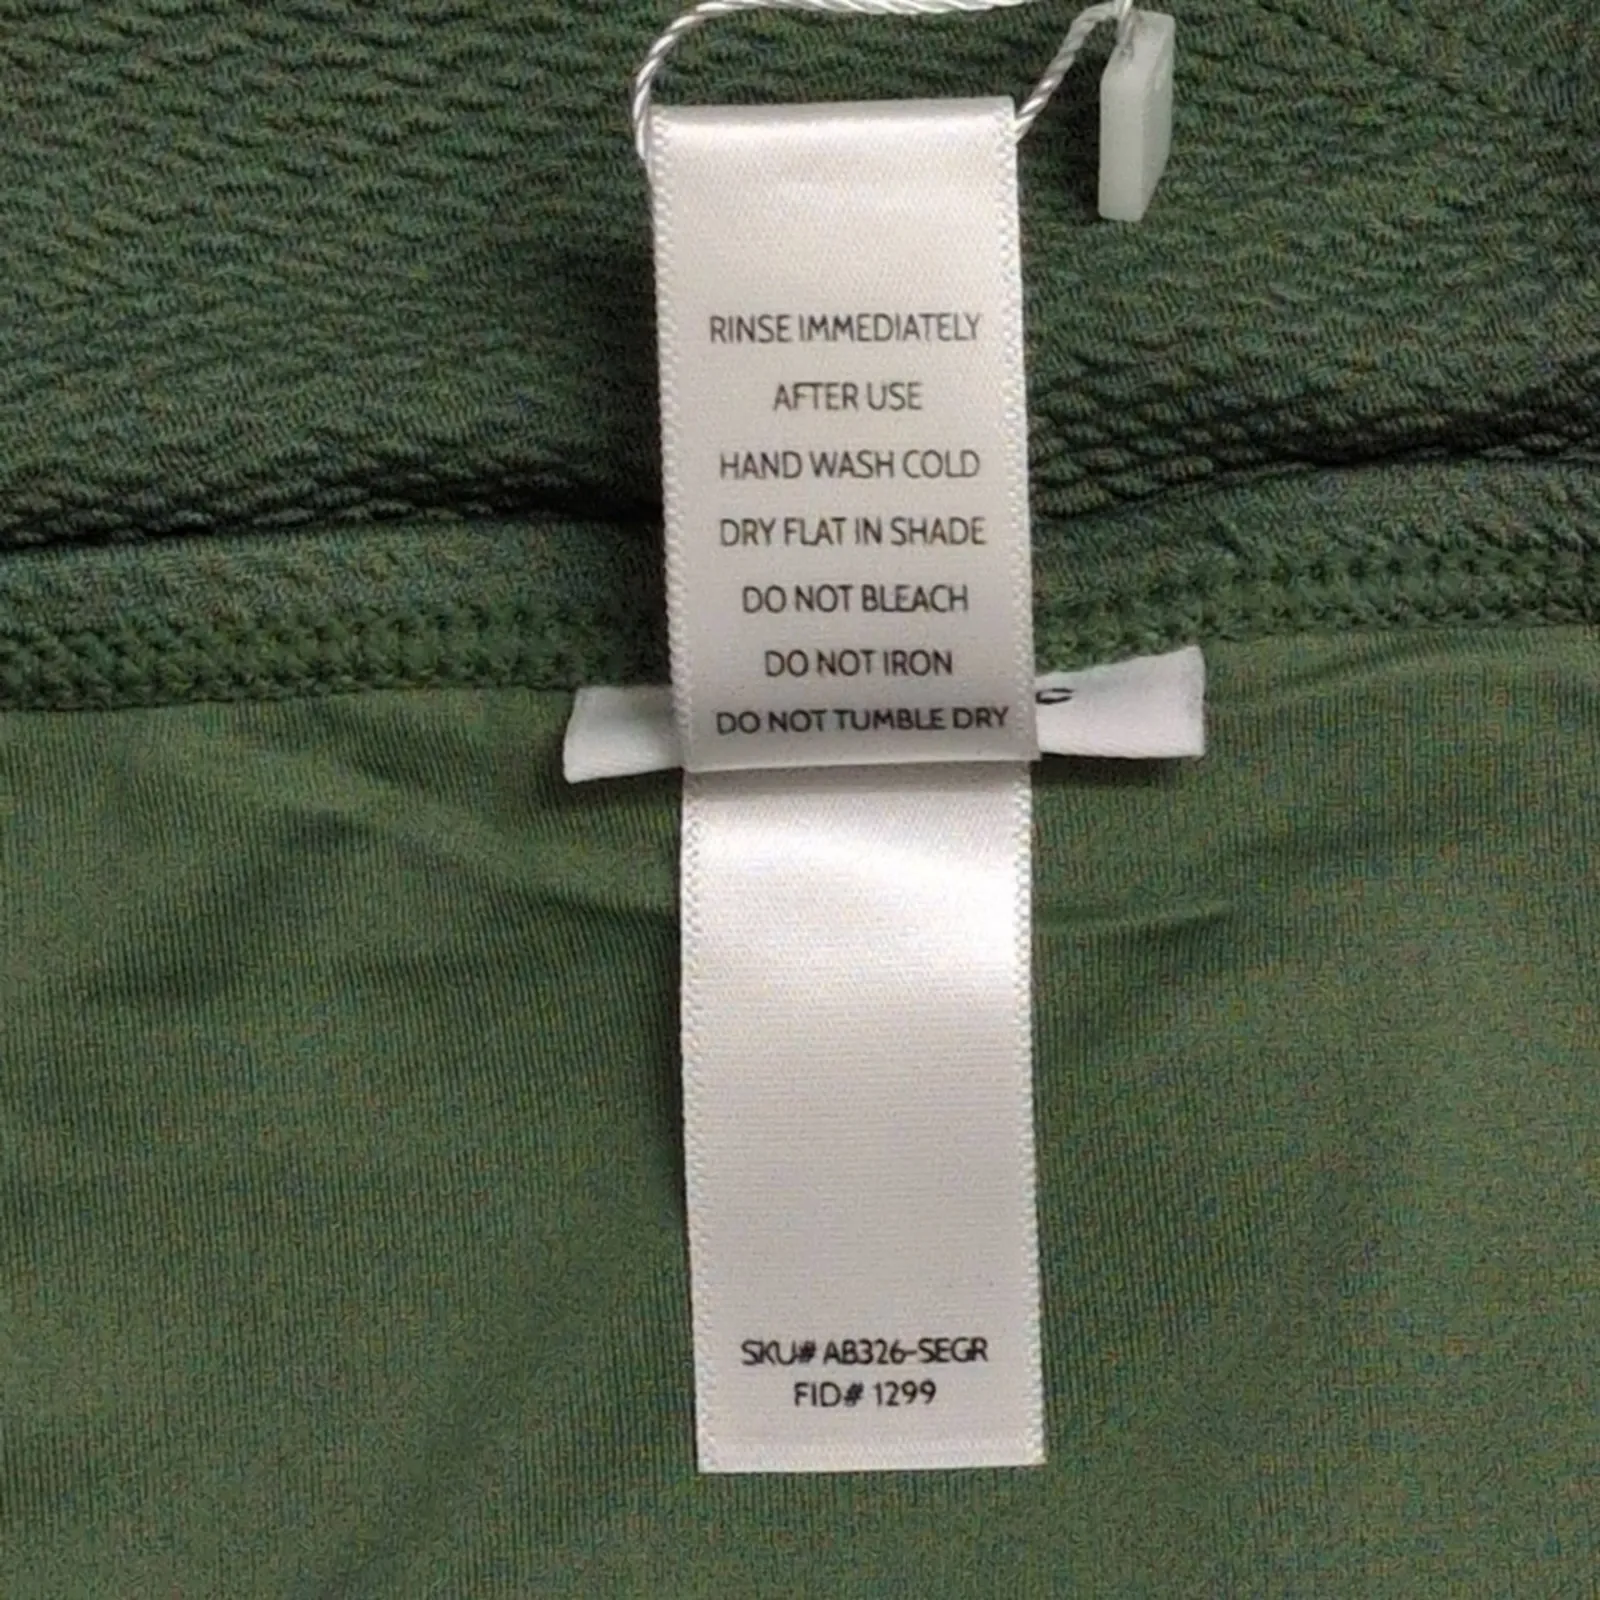 RINSE IMMEDIATELY
AFTER USE
HAND WASH COLD
DRY FLAT IN SHADE
DO NOT BLEACH
DO NOT IRON
DO NOT TUMBLE DRY
SKU# AB326-SEGR
FID# 1299